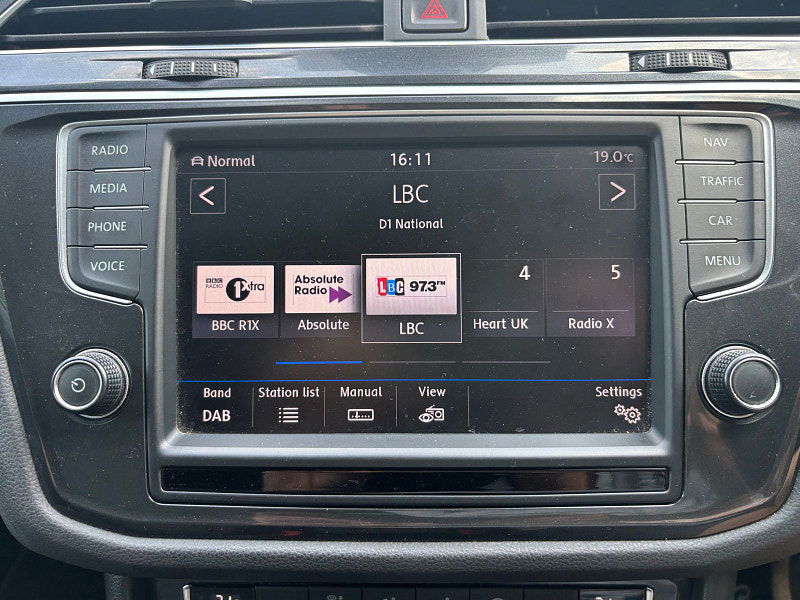 RADIO
MEDIA
PHONE
VOICE
NAV
TRAFFIC
CAR
MENU
Normal 16:11 19.0°C
< LBC >
D1 National
BBC RADIO 1Xtra
BBC R1X
Absolute Radio
Absolute
LBC 97.3 FM
LBC
4
Heart UK
5
Radio X
Band Station list Manual View Settings
DAB